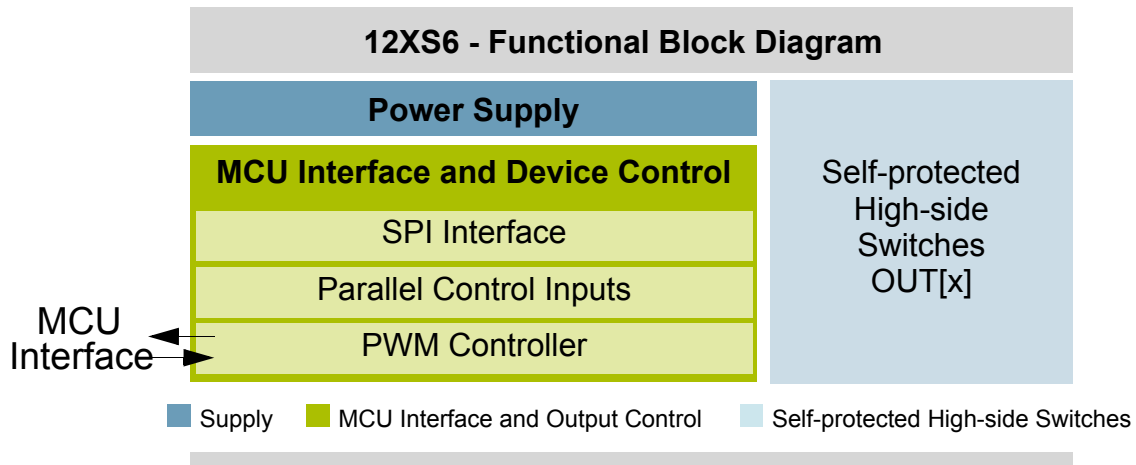 12XS6 - Functional Block Diagram
Power Supply
MCU Interface and Device Control
SPI Interface
Parallel Control Inputs
PWM Controller
Self-protected
High-side
Switches
OUT[x]
MCU
Interface
Supply
MCU Interface and Output Control
Self-protected High-side Switches